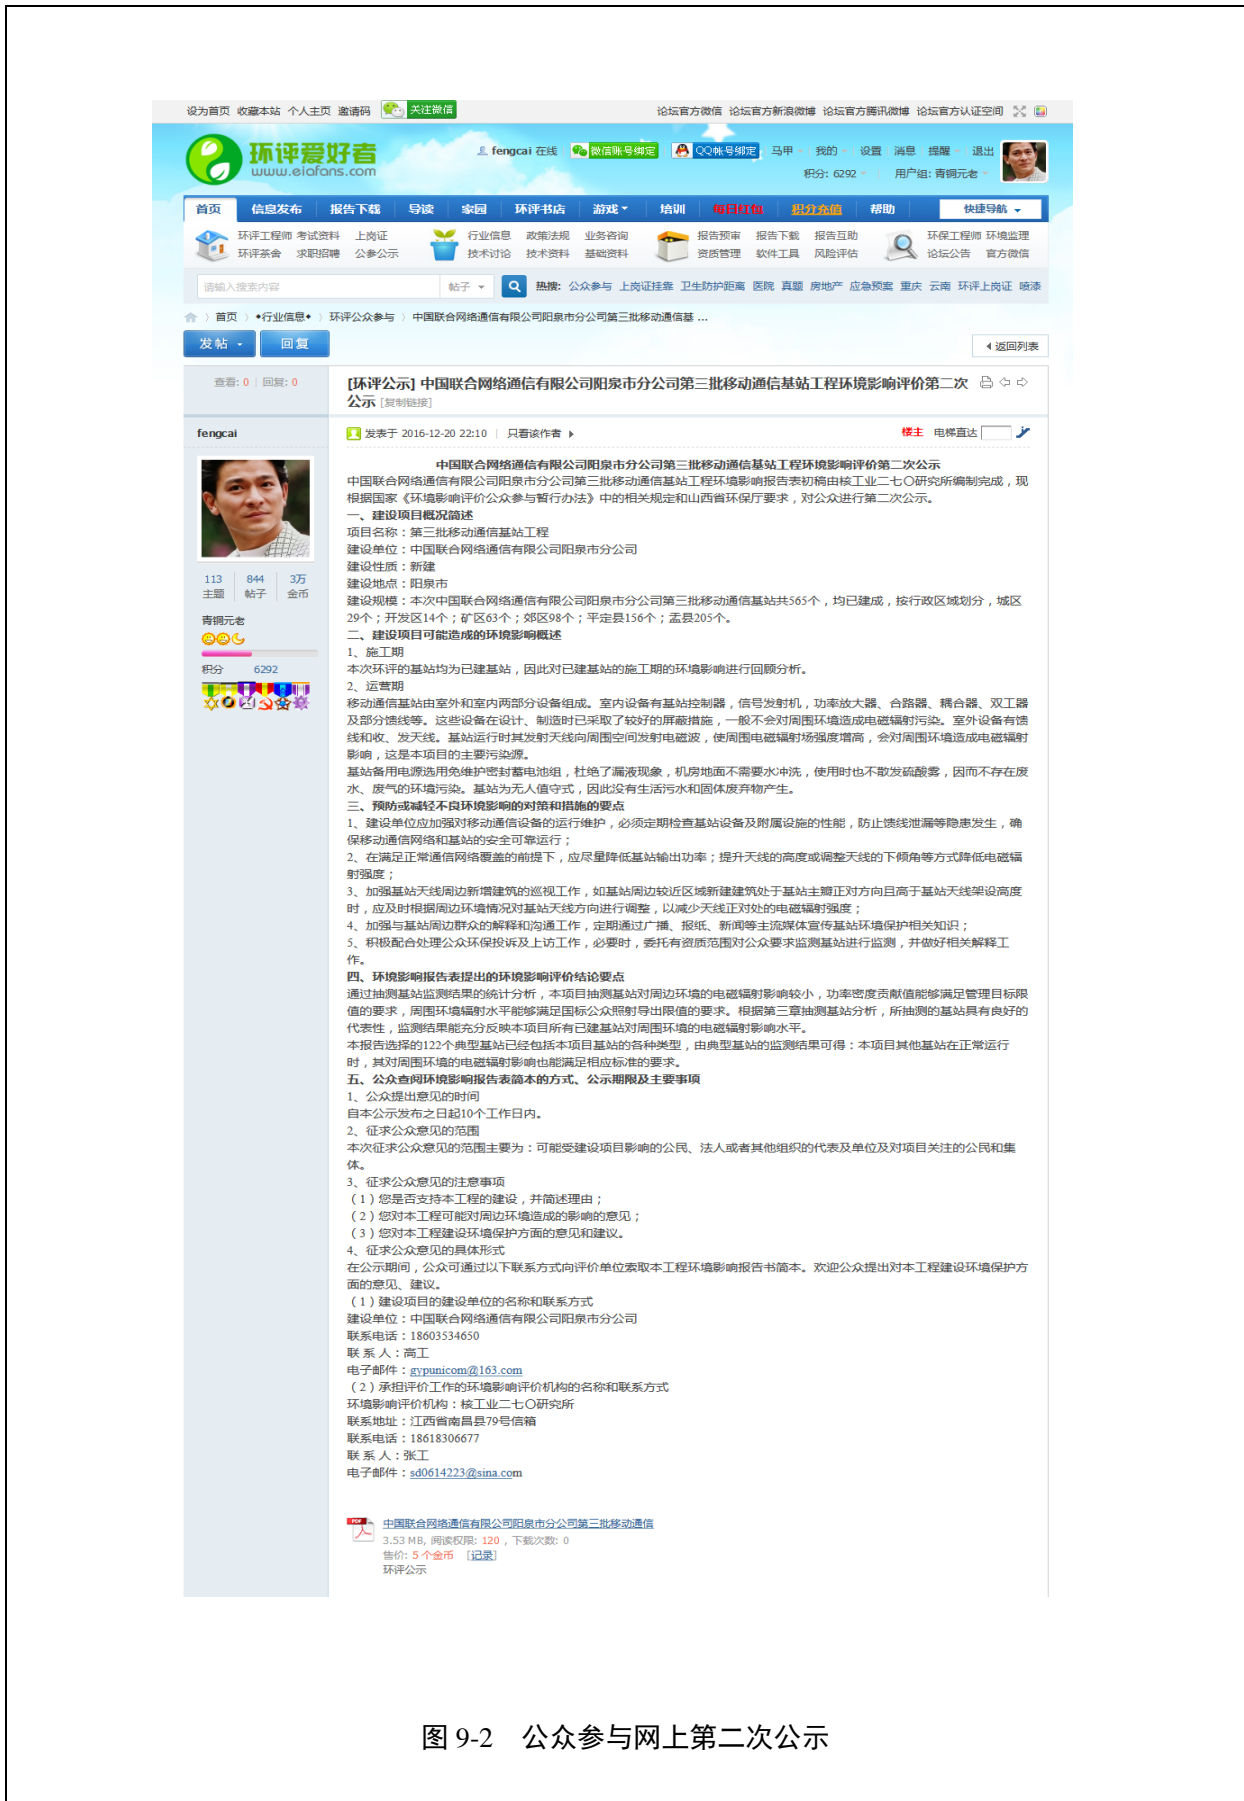 设为首页 收藏本站 个人主页 邀请码 关注微信 论坛官方微信 论坛官方新浪微博 论坛官方腾讯微博 论坛官方认证空间
环评爱好者
www.eiafans.com
fengcai 在线 微信账号绑定 QQ帐号绑定 马甲 我的 设置 消息 提醒 退出
积分: 6292 用户组: 青铜元老
首页 信息发布 报告下载 导读 家园 环评书店 游戏 培训 每日红包 积分充值 帮助 快捷导航
环评工程师 考试资料 上岗证 行业信息 政策法规 业务咨询 报告预审 报告下载 报告互助 环保工程师 环境监理
环评茶舍 求职招聘 公参公示 技术讨论 技术资料 基础资料 资质管理 软件工具 风险评估 论坛公告 官方微信
请输入搜索内容 帖子 热搜: 公众参与 上岗证挂靠 卫生防护距离 医院 真题 房地产 应急预案 重庆 云南 环评上岗证 喷漆
首页 〉 ◆行业信息◆ 〉 环评公众参与 〉 中国联合网络通信有限公司阳泉市分公司第三批移动通信基 ...
发帖 回复 返回列表
查看: 0 | 回复: 0
[环评公示] 中国联合网络通信有限公司阳泉市分公司第三批移动通信基站工程环境影响评价第二次
公示 [复制链接]
fengcai
发表于 2016-12-20 22:10 | 只看该作者 楼主 电梯直达
113 844 3万
主题 帖子 金币
青铜元老
积分 6292
中国联合网络通信有限公司阳泉市分公司第三批移动通信基站工程环境影响评价第二次公示
中国联合网络通信有限公司阳泉市分公司第三批移动通信基站工程环境影响报告表初稿由核工业二七〇研究所编制完成，现
根据国家《环境影响评价公众参与暂行办法》中的相关规定和山西省环保厅要求，对公众进行第二次公示。
一、建设项目概况简述
项目名称：第三批移动通信基站工程
建设单位：中国联合网络通信有限公司阳泉市分公司
建设性质：新建
建设地点：阳泉市
建设规模：本次中国联合网络通信有限公司阳泉市分公司第三批移动通信基站共565个，均已建成，按行政区域划分，城区
29个；开发区14个；矿区63个；郊区98个；平定县156个；盂县205个。
二、建设项目可能造成的环境影响概述
1、施工期
本次环评的基站均为已建基站，因此对已建基站的施工期的环境影响进行回顾分析。
2、运营期
移动通信基站由室外和室内两部分设备组成。室内设备有基站控制器，信号发射机，功率放大器、合路器、耦合器、双工器
及部分馈线等。这些设备在设计、制造时已采取了较好的屏蔽措施，一般不会对周围环境造成电磁辐射污染。室外设备有馈
线和收、发天线。基站运行时其发射天线向周围空间发射电磁波，使周围电磁辐射场强度增高，会对周围环境造成电磁辐射
影响，这是本项目的主要污染源。
基站备用电源选用免维护密封蓄电池组，杜绝了漏液现象，机房地面不需要水冲洗，使用时也不散发硫酸雾，因而不存在废
水、废气的环境污染。基站为无人值守式，因此没有生活污水和固体废弃物产生。
三、预防或减轻不良环境影响的对策和措施的要点
1、建设单位应加强对移动通信设备的运行维护，必须定期检查基站设备及附属设施的性能，防止馈线泄漏等隐患发生，确
保移动通信网络和基站的安全可靠运行；
2、在满足正常通信网络覆盖的前提下，应尽量降低基站输出功率；提升天线的高度或调整天线的下倾角等方式降低电磁辐
射强度；
3、加强基站天线周边新增建筑的巡视工作，如基站周边较近区域新建建筑处于基站主瓣正对方向且高于基站天线架设高度
时，应及时根据周边环境情况对基站天线方向进行调整，以减少天线正对处的电磁辐射强度；
4、加强与基站周边群众的解释和沟通工作，定期通过广播、报纸、新闻等主流媒体宣传基站环境保护相关知识；
5、积极配合处理公众环保投诉及上访工作，必要时，委托有资质范围对公众要求监测基站进行监测，并做好相关解释工
作。
四、环境影响报告表提出的环境影响评价结论要点
通过抽测基站监测结果的统计分析，本项目抽测基站对周边环境的电磁辐射影响较小，功率密度贡献值能够满足管理目标限
值的要求，周围环境辐射水平能够满足国标公众照射导出限值的要求。根据第三章抽测基站分析，所抽测的基站具有良好的
代表性，监测结果能充分反映本项目所有已建基站对周围环境的电磁辐射影响水平。
本报告选择的122个典型基站已经包括本项目基站的各种类型，由典型基站的监测结果可得：本项目其他基站在正常运行
时，其对周围环境的电磁辐射影响也能满足相应标准的要求。
五、公众查阅环境影响报告表简本的方式、公示期限及主要事项
1、公众提出意见的时间
自本公示发布之日起10个工作日内。
2、征求公众意见的范围
本次征求公众意见的范围主要为：可能受建设项目影响的公民、法人或者其他组织的代表及单位及对项目关注的公民和集
体。
3、征求公众意见的注意事项
（1）您是否支持本工程的建设，并简述理由；
（2）您对本工程可能对周边环境造成的影响的意见；
（3）您对本工程建设环境保护方面的意见和建议。
4、征求公众意见的具体形式
在公示期间，公众可通过以下联系方式向评价单位索取本工程环境影响报告书简本。欢迎公众提出对本工程建设环境保护方
面的意见、建议。
（1）建设项目的建设单位的名称和联系方式
建设单位：中国联合网络通信有限公司阳泉市分公司
联系电话：18603534650
联 系 人：高工
电子邮件：gypunicom@163.com
（2）承担评价工作的环境影响评价机构的名称和联系方式
环境影响评价机构：核工业二七〇研究所
联系地址：江西省南昌县79号信箱
联系电话：18618306677
联 系 人：张工
电子邮件：sd0614223@sina.com
中国联合网络通信有限公司阳泉市分公司第三批移动通信
3.53 MB, 阅读权限: 120 , 下载次数: 0
售价: 5 个金币 [记录]
环评公示
图 9-2 公众参与网上第二次公示